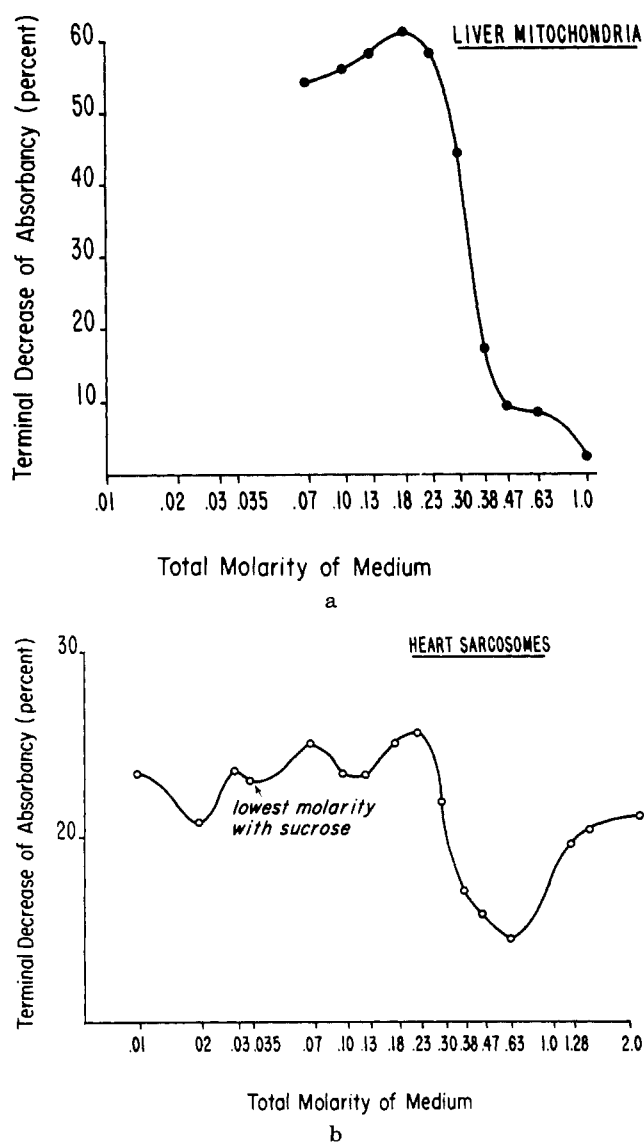 LIVER MITOCHONDRIA
Terminal Decrease of Absorbancy (percent)
60
50
40
30
20
10
.01 .02 .03 .035 .07 .10 .13 .18 .23 .30 .38 .47 .63 1.0
Total Molarity of Medium
a
HEART SARCOSOMES
Terminal Decrease of Absorbancy (percent)
30
20
lowest molarity
with sucrose
.01 02 .03 .035 .07 .10 .13 .18 .23 .30 .38 .47 .63 1.0 1.28 2.0
Total Molarity of Medium
b